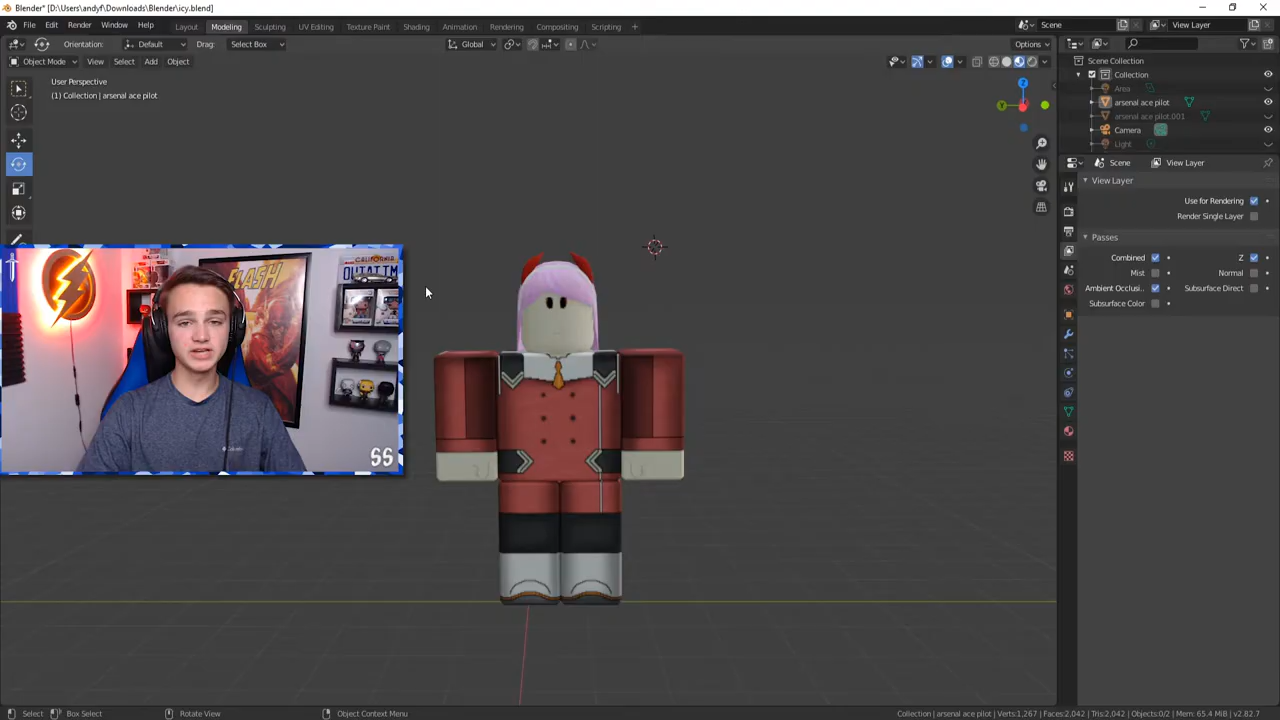 Blender* [D:\Users\andyf\Downloads\Blender\icy.blend]
File Edit Render Window Help Layout Modeling Sculpting UV Editing Texture Paint Shading Animation Rendering Compositing Scripting + Scene View Layer
Orientation: Default Drag: Select Box Global Options
Object Mode View Select Add Object
User Perspective
(1) Collection | arsenal ace pilot
Scene Collection
Collection
Area
arsenal ace pilot
arsenal ace pilot.001
Camera
Light
Scene View Layer
View Layer
Use for Rendering
Render Single Layer
Passes
Combined Z
Mist Normal
Ambient Occlusi.. Subsurface Direct
Subsurface Color
Z
Y
FLASH
CALIFORNIA
OUTATIME
SS
Select Box Select Rotate View Object Context Menu
Collection | arsenal ace pilot | Verts:1,267 | Faces:2,042 | Tris:2,042 | Objects:0/2 | Mem: 65.4 MiB | v2.82.7